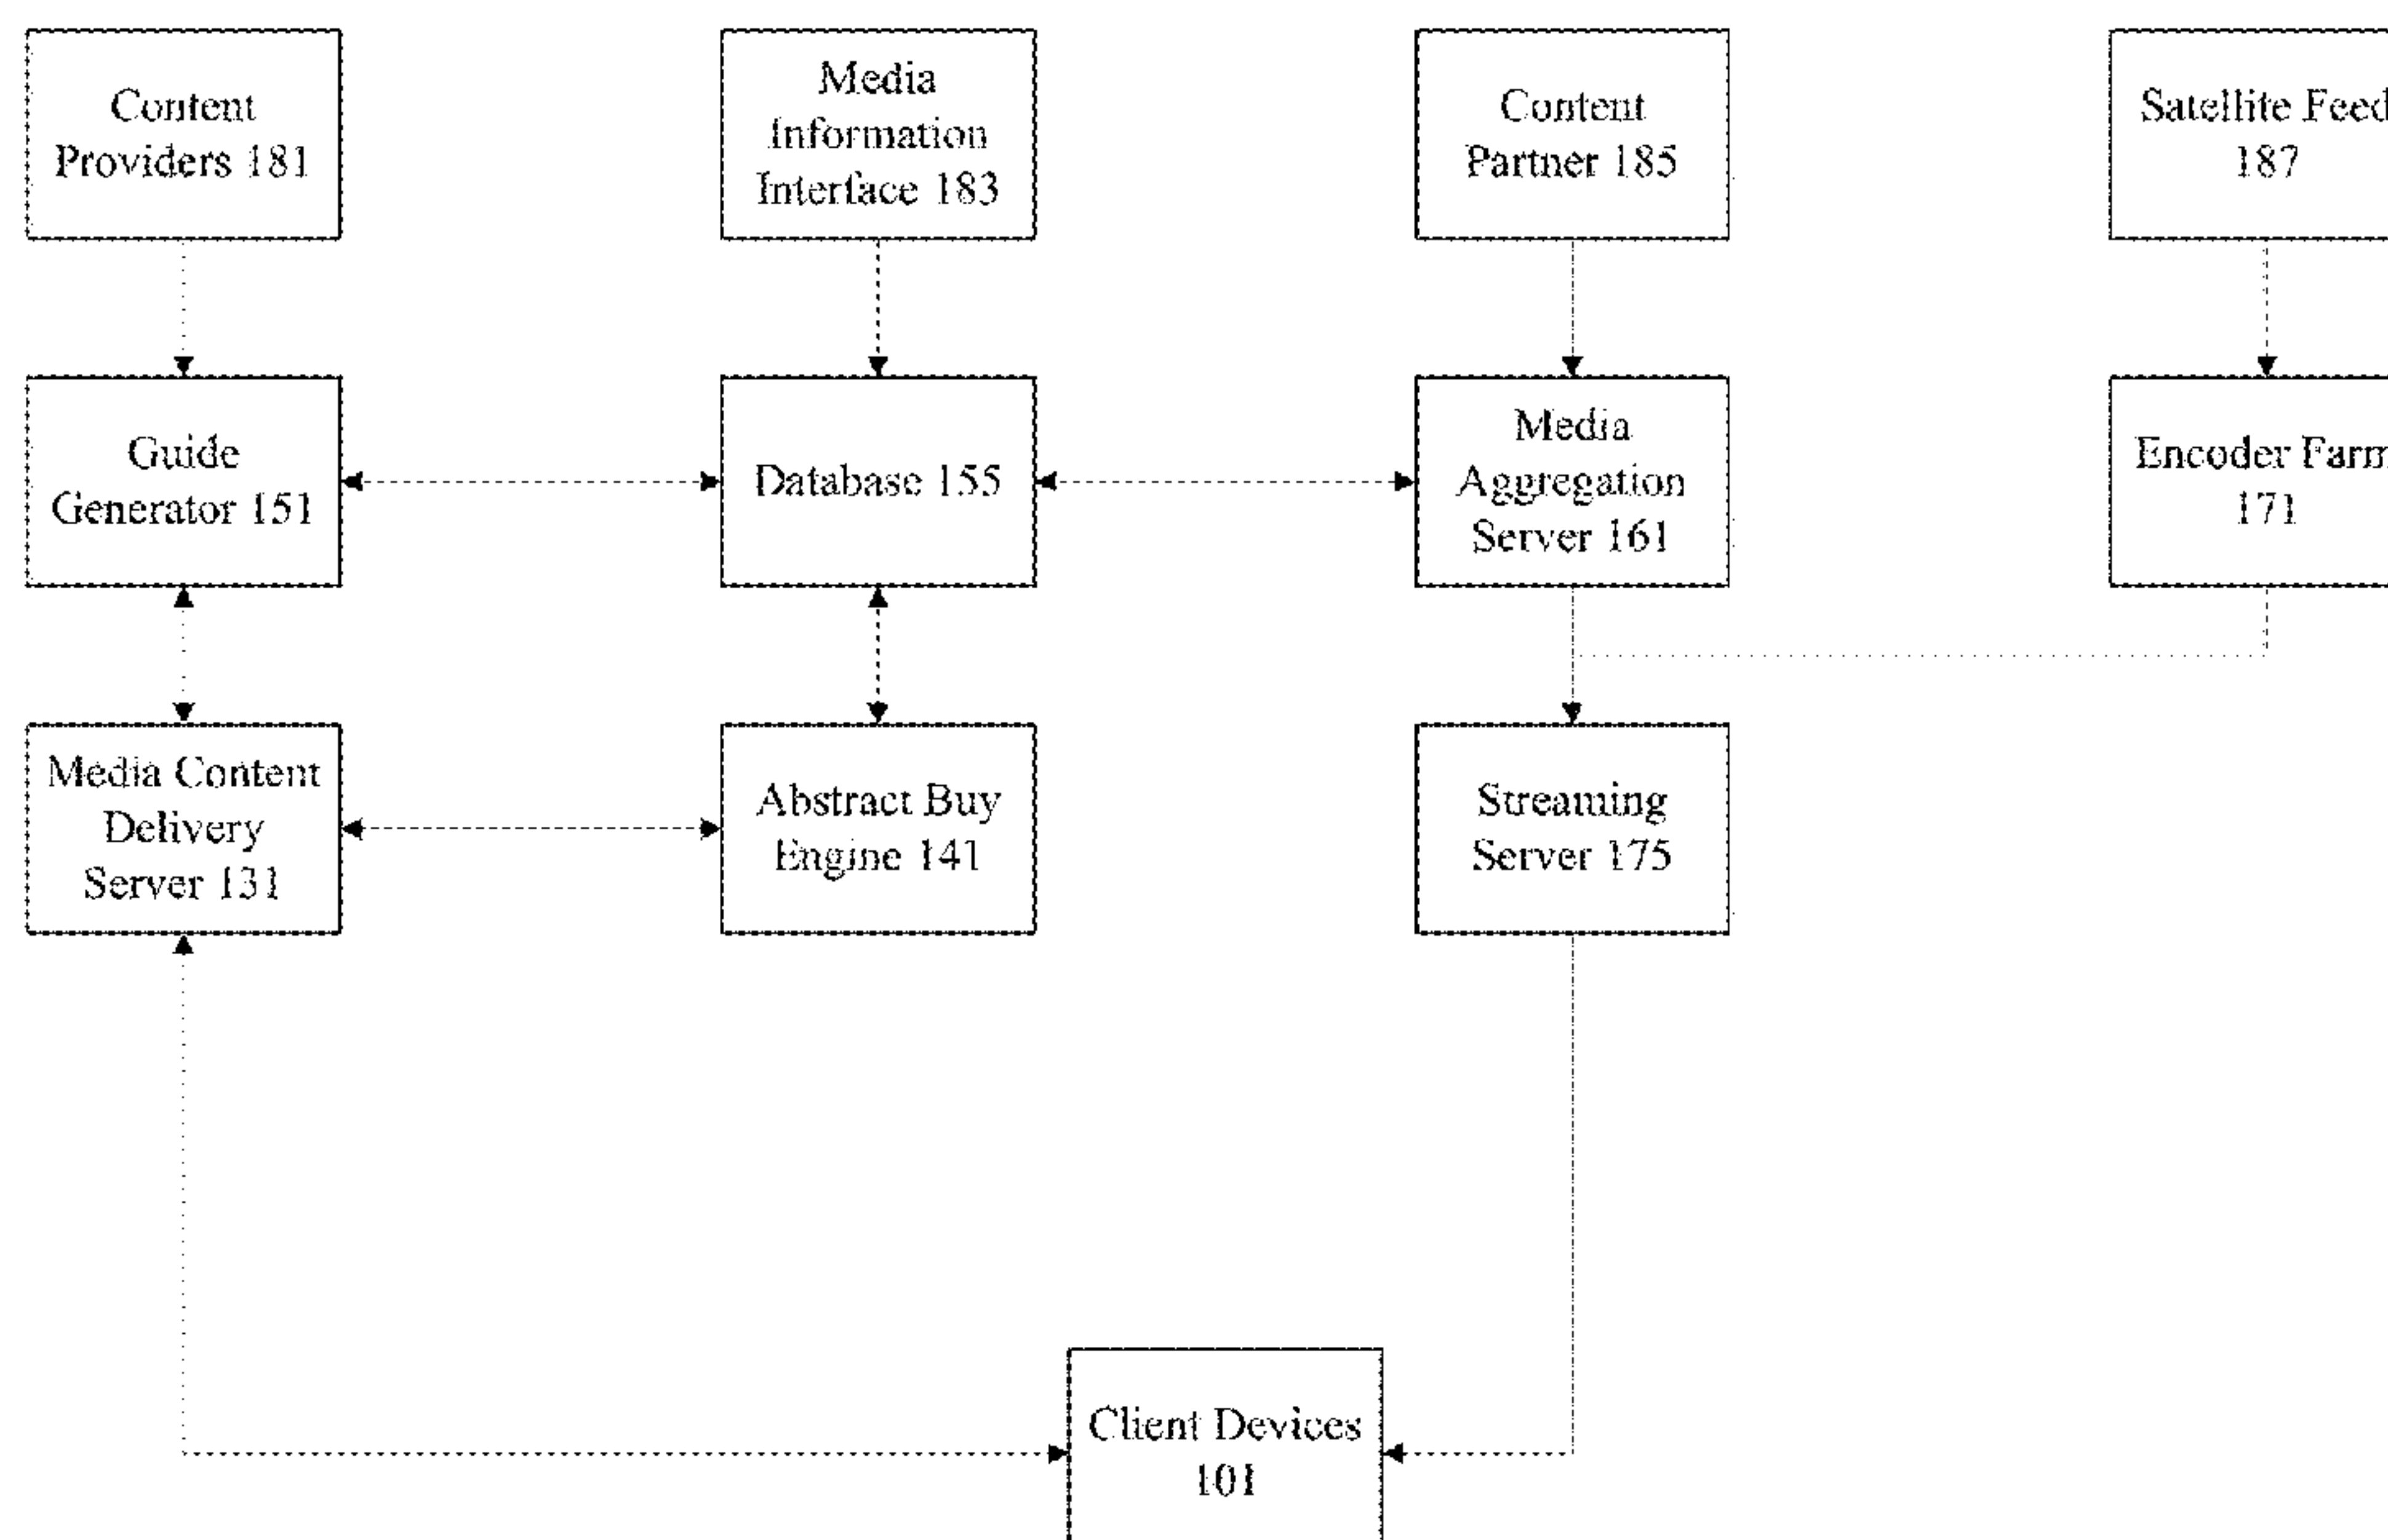 Content
Providers 181
Media
Information
Interface 183
Content
Partner 185
Satellite Feed
187
Guide
Generator 151
Database 155
Media
Aggregation
Server 161
Encoder Farm
171
Media Content
Delivery
Server 131
Abstract Buy
Engine 141
Streaming
Server 175
Client Devices
101